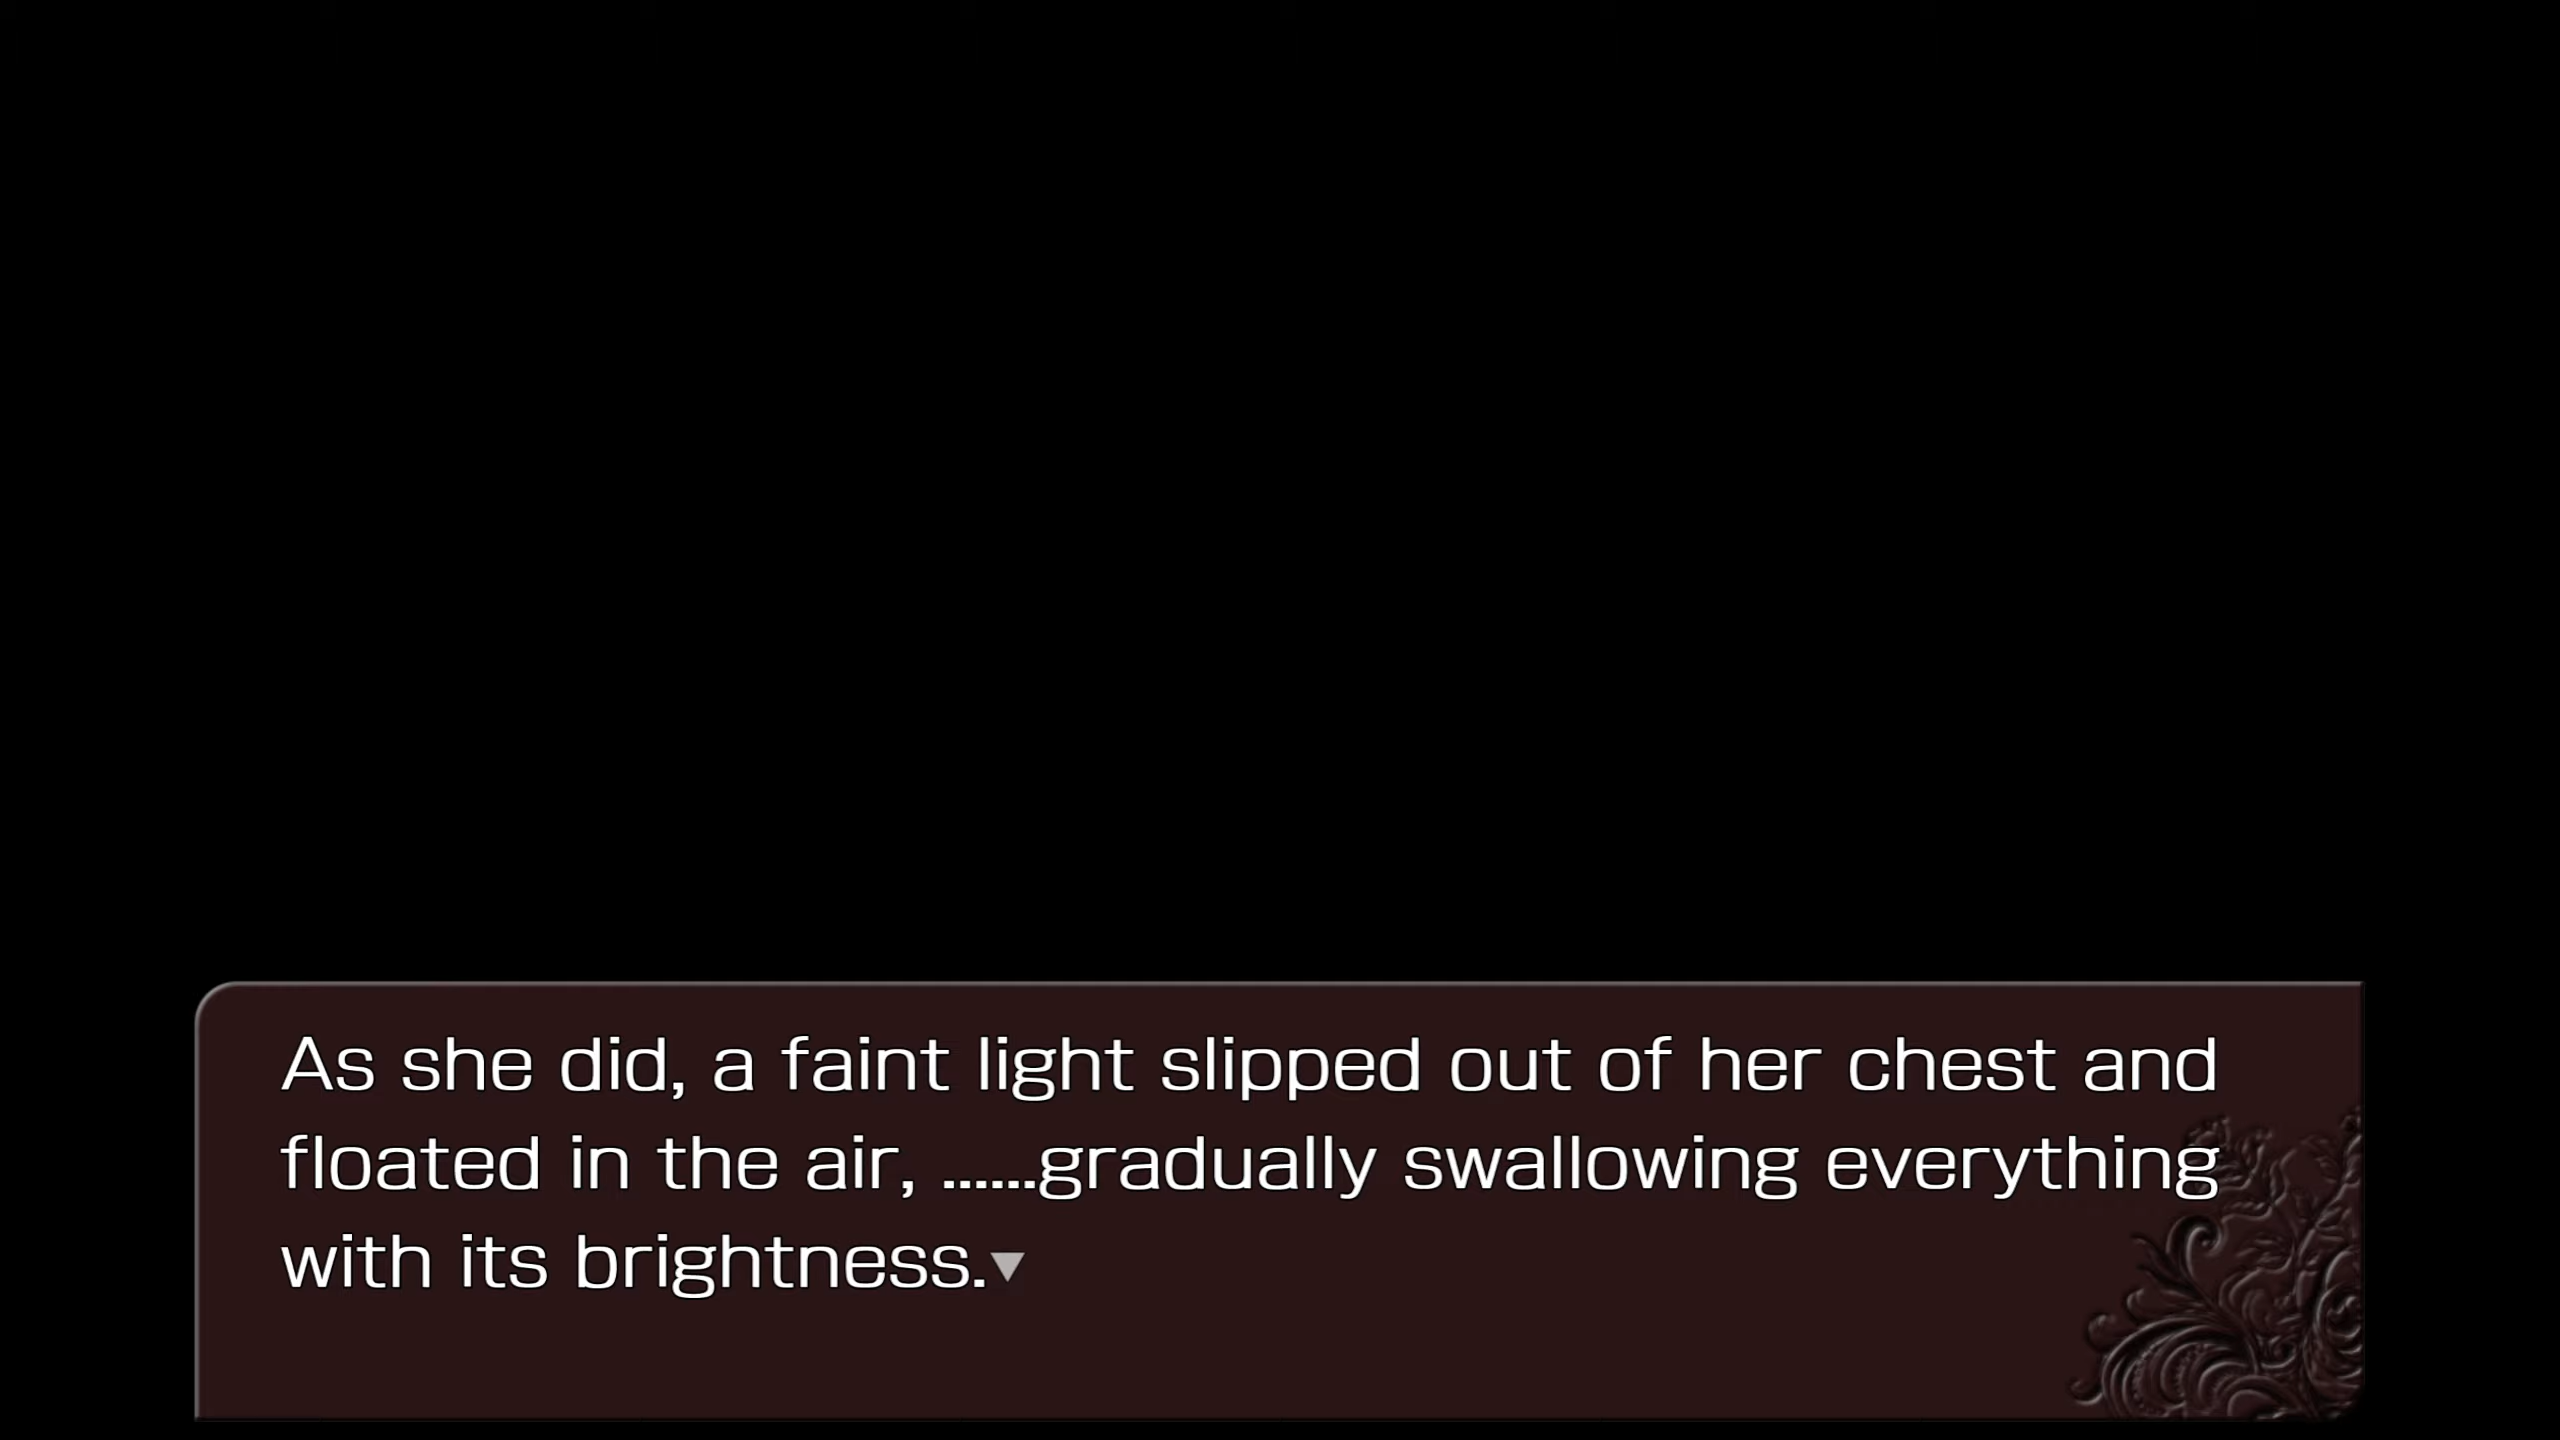 As she did, a faint light slipped out of her chest and
floated in the air, ......gradually swallowing everything
with its brightness.